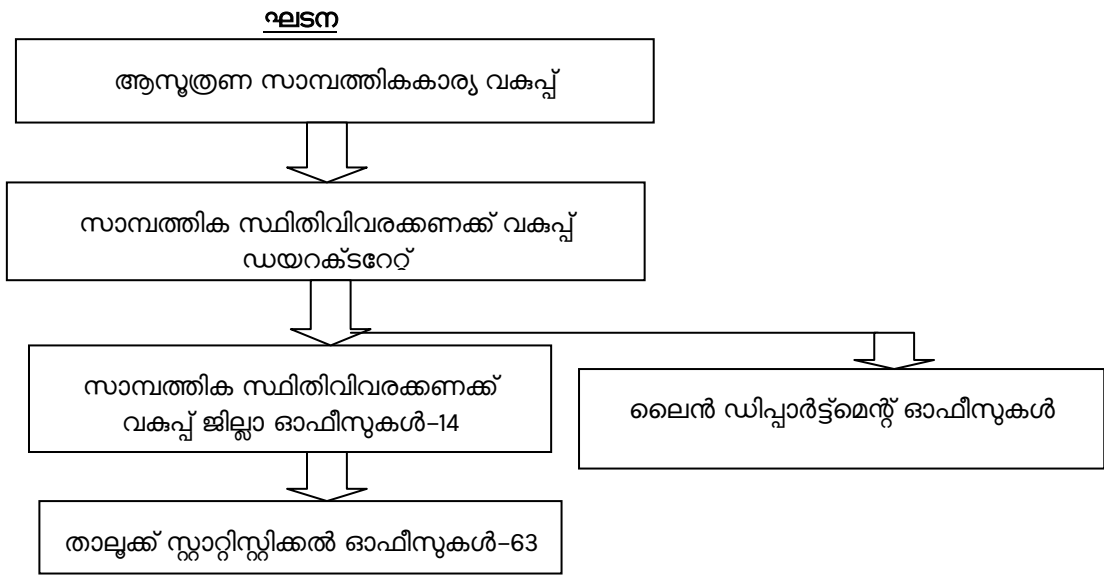 ഘടന
ആസൂത്രണ സാമ്പത്തികകാര്യ വകുപ്പ്
സാമ്പത്തിക സ്ഥിതിവിവരക്കണക്ക് വകുപ്പ്
ഡയറക്ടറേറ്റ്
സാമ്പത്തിക സ്ഥിതിവിവരക്കണക്ക്
വകുപ്പ് ജില്ലാ ഓഫീസുകൾ-14
ലൈൻ ഡിപ്പാർട്ട്മെന്റ് ഓഫീസുകൾ
താലൂക്ക് സ്റ്റാറ്റിസ്റ്റിക്കൽ ഓഫീസുകൾ-63